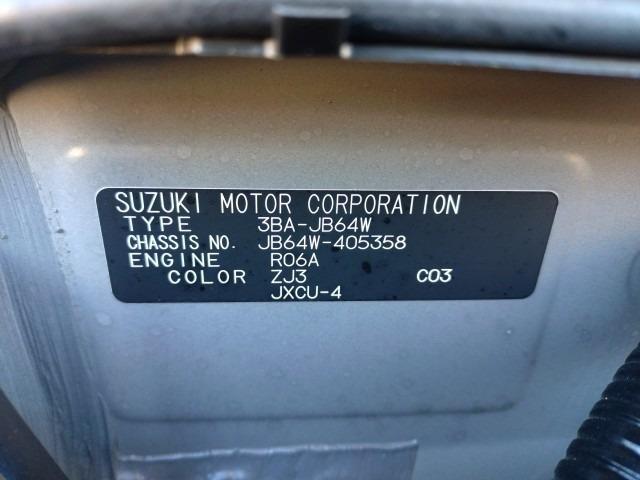 SUZUKI MOTOR CORPORATION
TYPE 3BA-JB64W
CHASSIS NO. JB64W-405358
ENGINE R06A
COLOR ZJ3 C03
JXCU-4